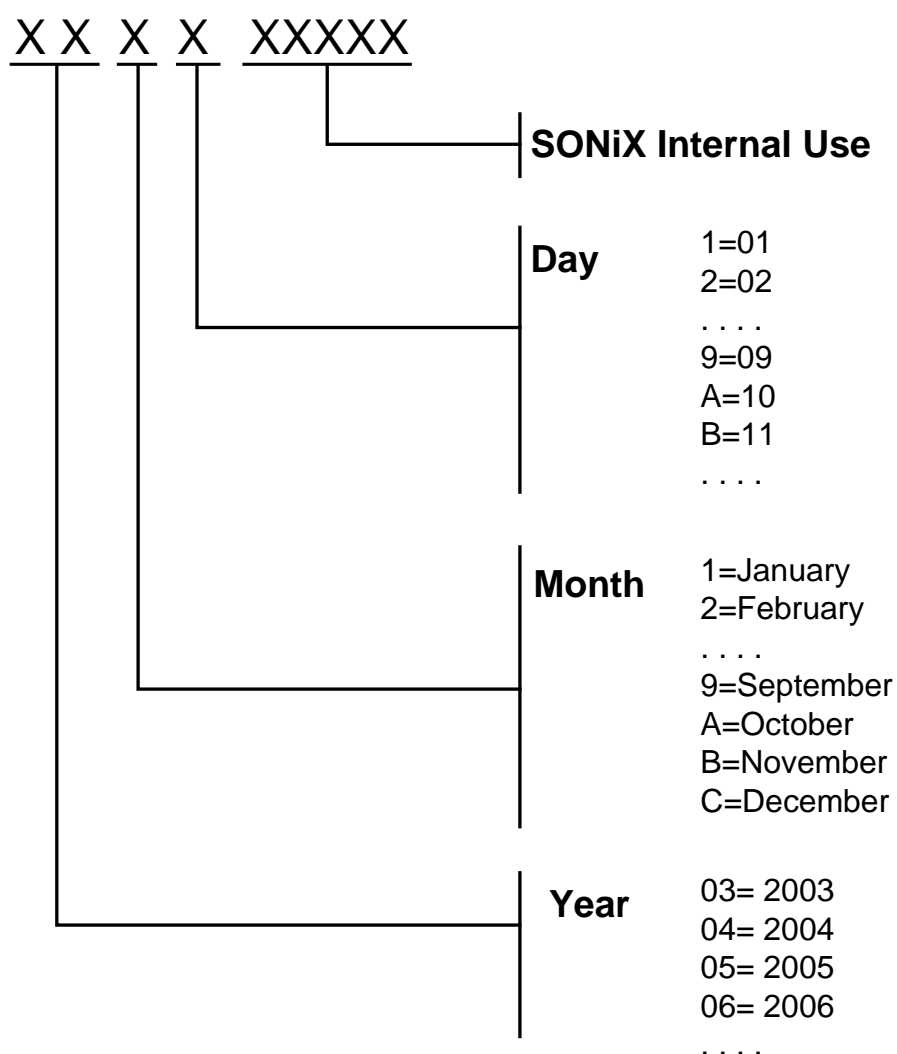 X X X X XXXXX
SONiX Internal Use
Day
1=01
2=02
. . . .
9=09
A=10
B=11
. . . .
Month
1=January
2=February
. . . .
9=September
A=October
B=November
C=December
Year
03= 2003
04= 2004
05= 2005
06= 2006
. . . .